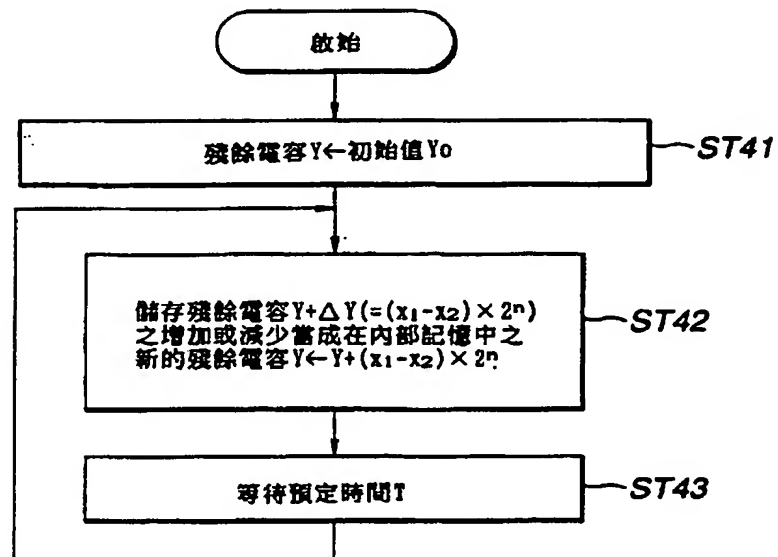 啟始
殘餘電容Y←初始值Yo
ST41
儲存殘餘電容Y+ΔY(=(x₁-x₂)×2ⁿ)
之增加或減少當成在內部記憶中之
新的殘餘電容Y←Y+(x₁-x₂)×2ⁿ
ST42
等待預定時間T
ST43